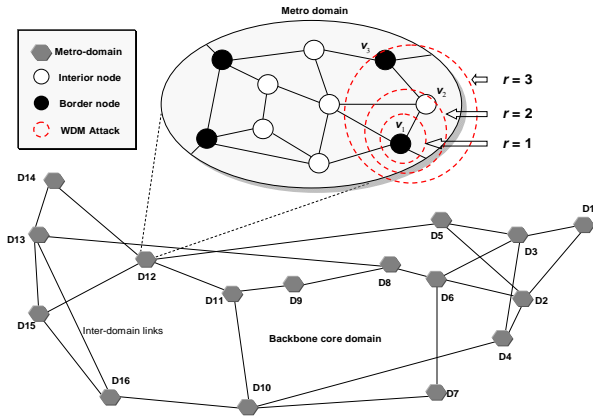 Metro domain
Metro-domain
Interior node
Border node
WDM Attack
v3
v2
v1
r = 3
r = 2
r = 1
D14
D13
D12
D5
D3
D1
D11
D9
D8
D6
D2
D15
Inter-domain links
Backbone core domain
D4
D16
D10
D7